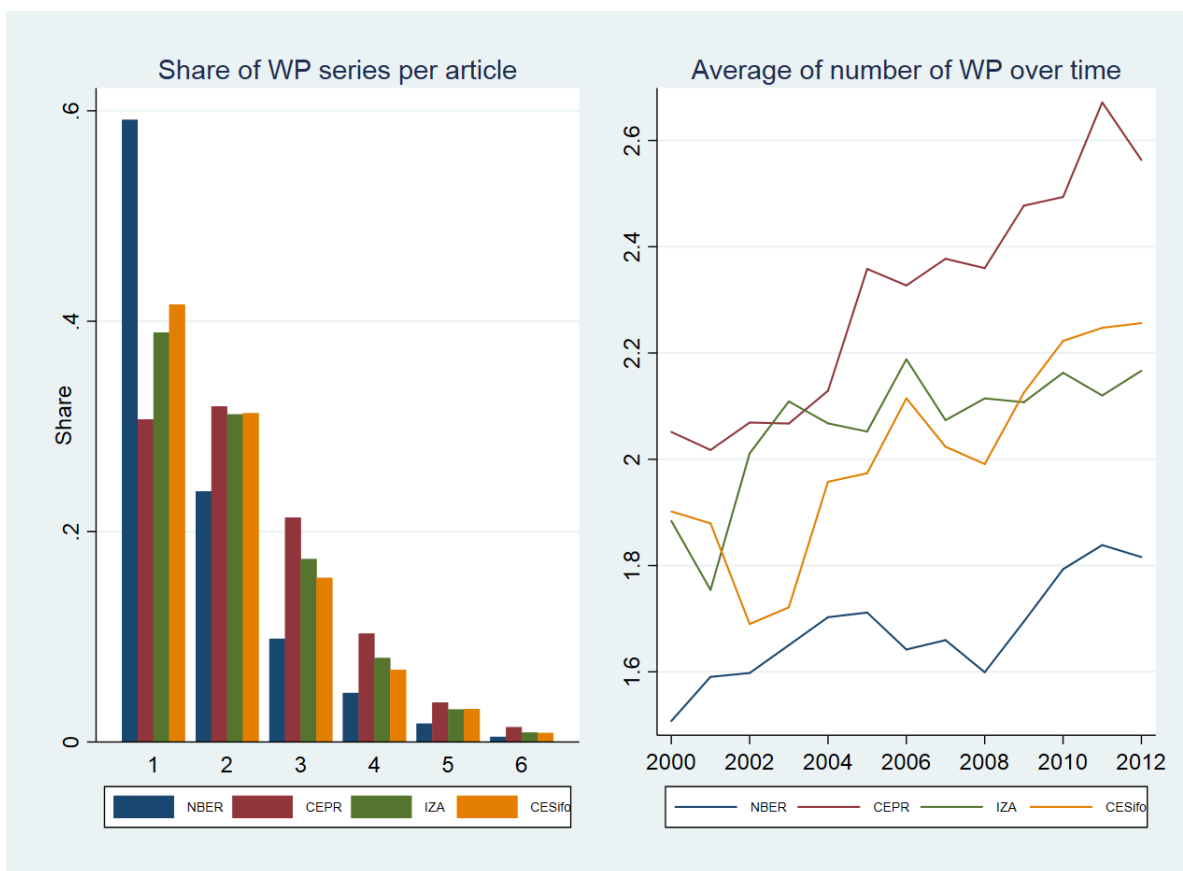 Share of WP series per article
Share
.6
.4
.2
0
1 2 3 4 5 6
NBER CEPR IZA CESifo
Average of number of WP over time
2.6
2.4
2.2
2
1.8
1.6
2000 2002 2004 2006 2008 2010 2012
NBER CEPR IZA CESifo